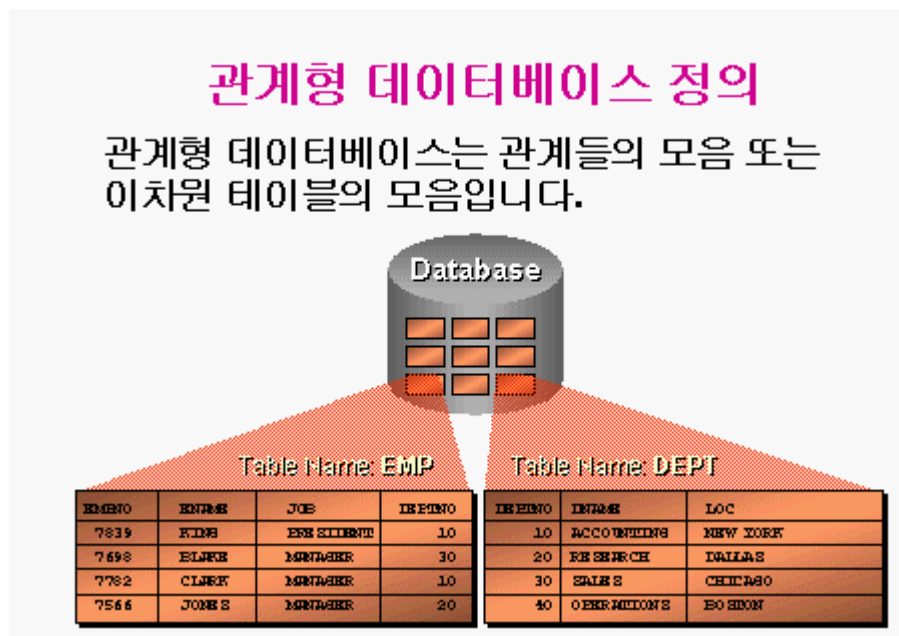 관계형 데이터베이스 정의
관계형 데이터베이스는 관계들의 모음 또는
이차원 테이블의 모음입니다.
Database
Table Name: EMP
Table Name: DEPT
EMPNO ENAME JOB DEPTNO
7839 KING PRESIDENT 10
7698 BLAKE MANAGER 30
7782 CLARK MANAGER 10
7566 JONES MANAGER 20
DEPTNO DNAME LOC
10 ACCOUNTING NEW YORK
20 RESEARCH DALLAS
30 SALES CHICAGO
40 OPERATIONS BOSTON